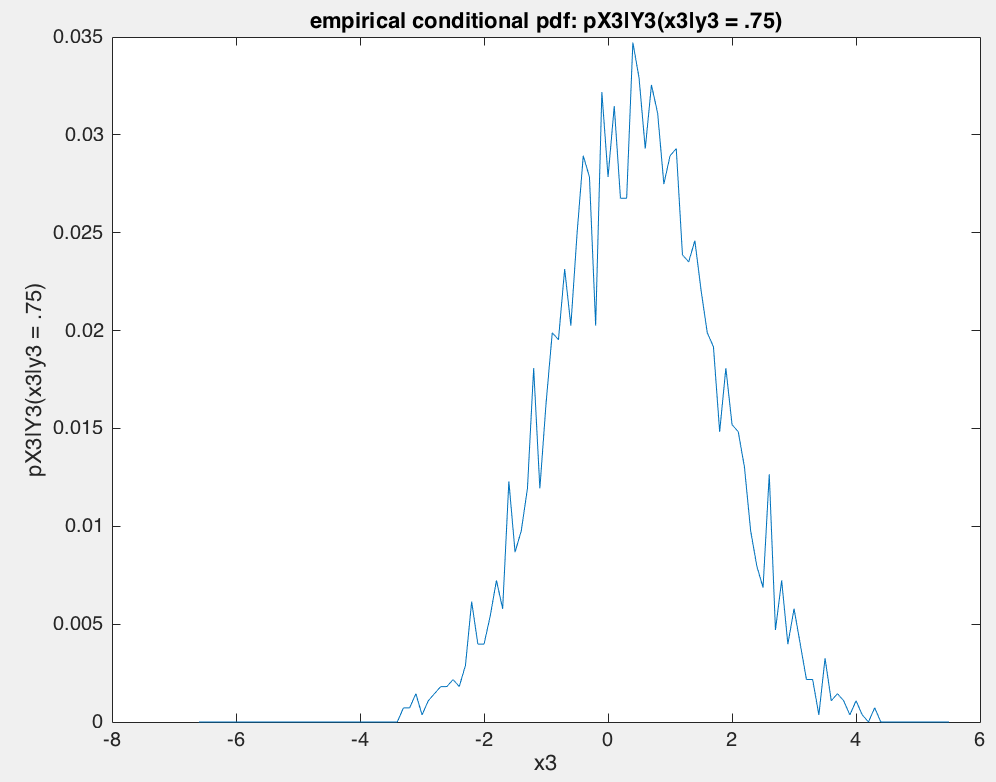 empirical conditional pdf: pX3|Y3(x3|y3 = .75)
pX3|Y3(x3|y3 = .75)
0.035
0.03
0.025
0.02
0.015
0.01
0.005
0
-8 -6 -4 -2 0 2 4 6
x3